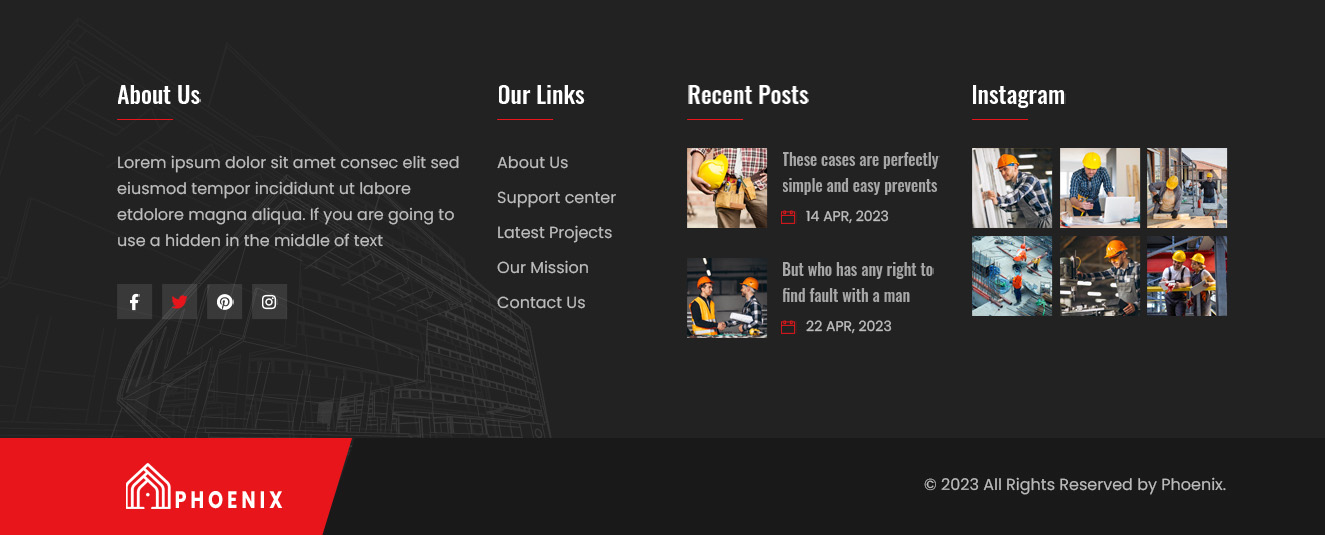 About Us
Lorem ipsum dolor sit amet consec elit sed
eiusmod tempor incididunt ut labore
etdolore magna aliqua. If you are going to
use a hidden in the middle of text
Our Links
About Us
Support center
Latest Projects
Our Mission
Contact Us
Recent Posts
These cases are perfectly
simple and easy prevents
14 APR, 2023
But who has any right to
find fault with a man
22 APR, 2023
Instagram
PHOENIX
© 2023 All Rights Reserved by Phoenix.